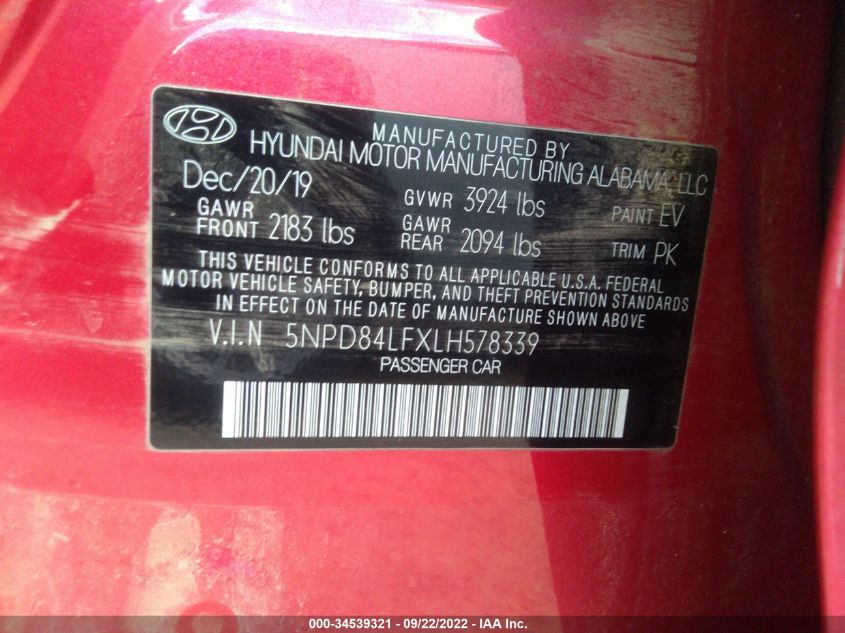 MANUFACTURED BY
HYUNDAI MOTOR MANUFACTURING ALABAMA, LLC
Dec/20/19 GVWR 3924 lbs PAINT EV
GAWR FRONT 2183 lbs GAWR REAR 2094 lbs TRIM PK
THIS VEHICLE CONFORMS TO ALL APPLICABLE U.S.A. FEDERAL
MOTOR VEHICLE SAFETY, BUMPER, AND THEFT PREVENTION STANDARDS
IN EFFECT ON THE DATE OF MANUFACTURE SHOWN ABOVE
V.I.N 5NPD84LFXLH578339
PASSENGER CAR
000-34539321 - 09/22/2022 - IAA Inc.